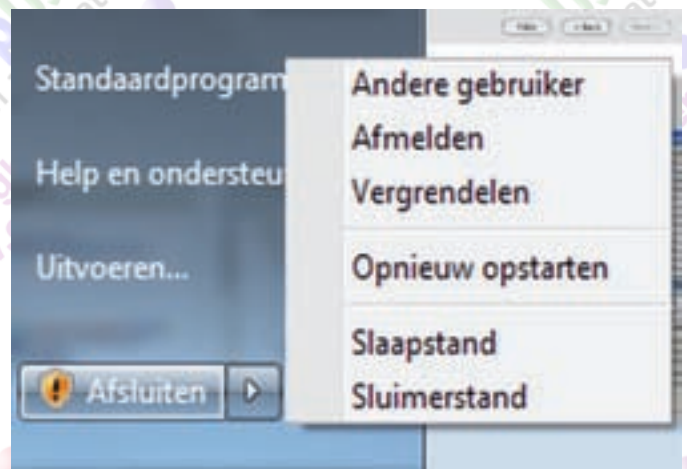 Standaardprogram
Help en ondersteu
Uitvoeren...
Afsluiten
Andere gebruiker
Afmelden
Vergrendelen
Opnieuw opstarten
Slaapstand
Sluimerstand